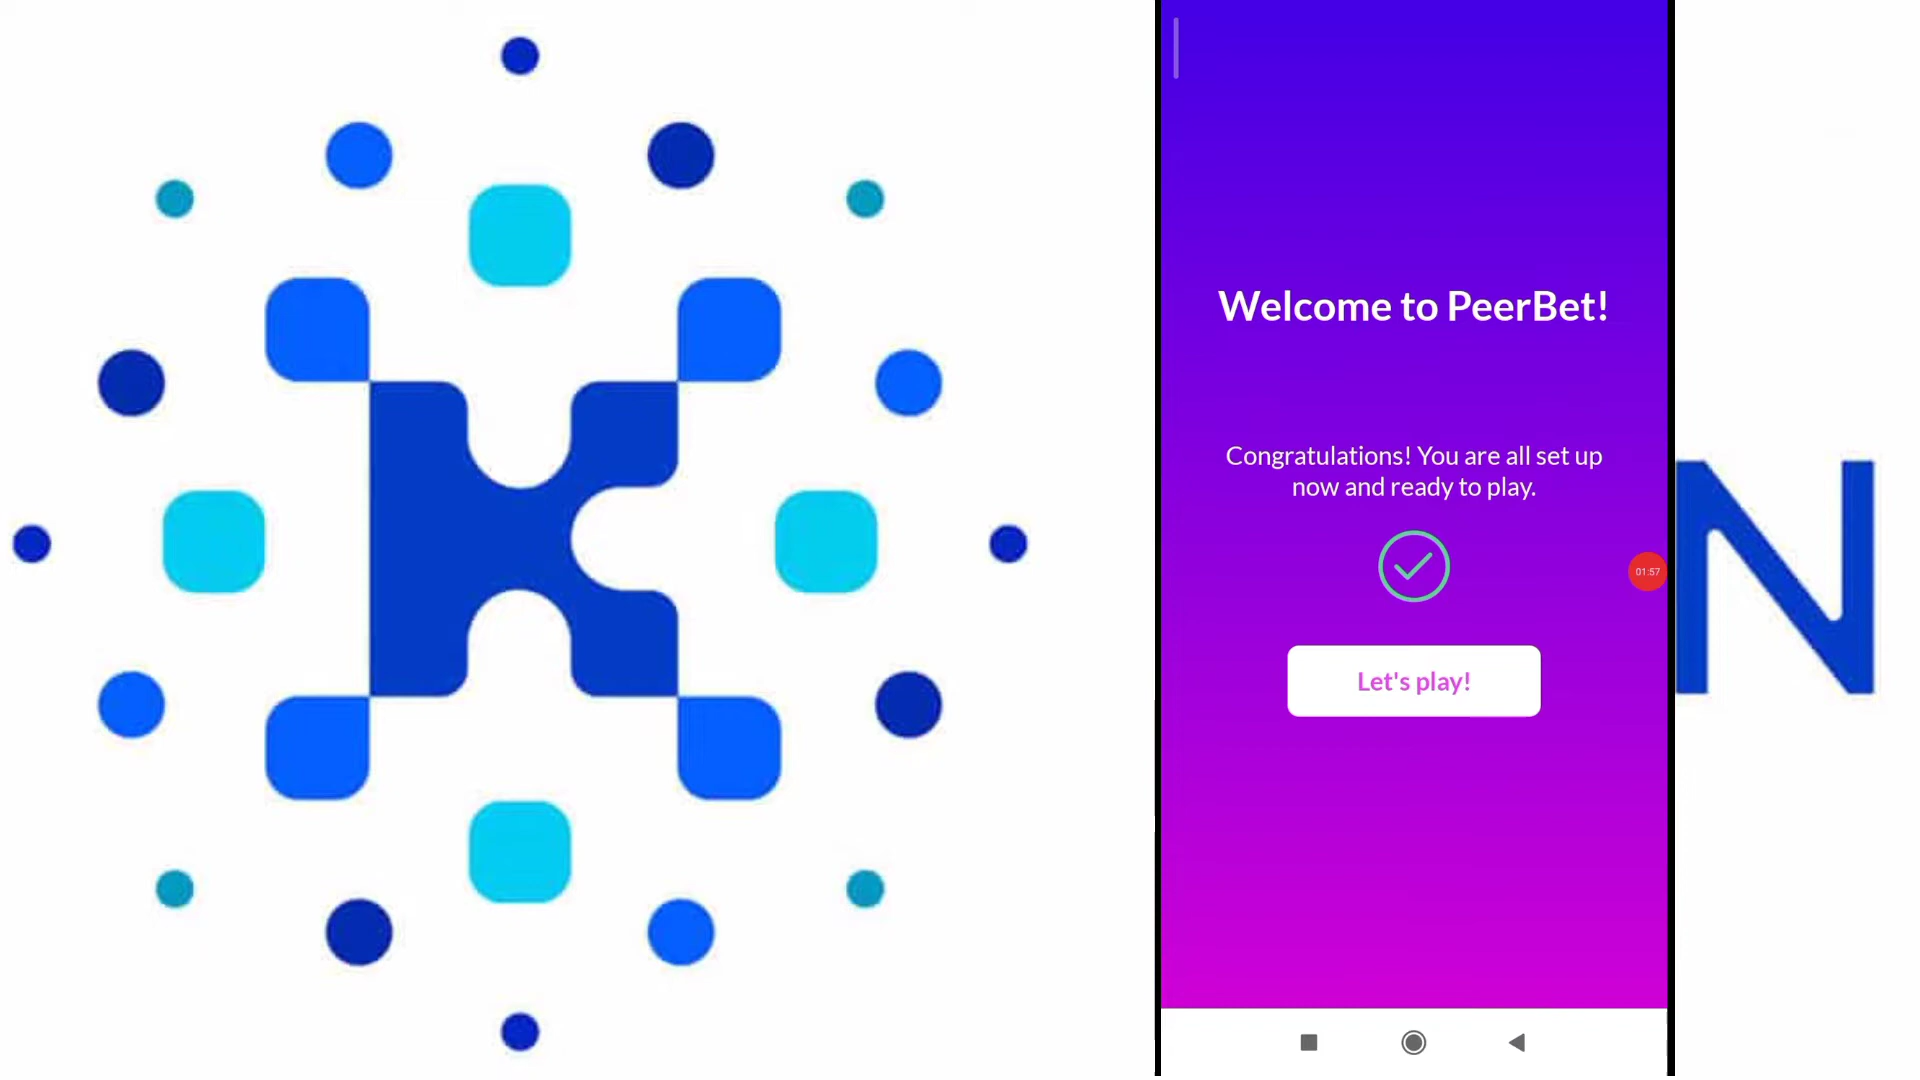 Welcome to PeerBet!
Congratulations! You are all set up
now and ready to play.
01:57
Let's play!
N